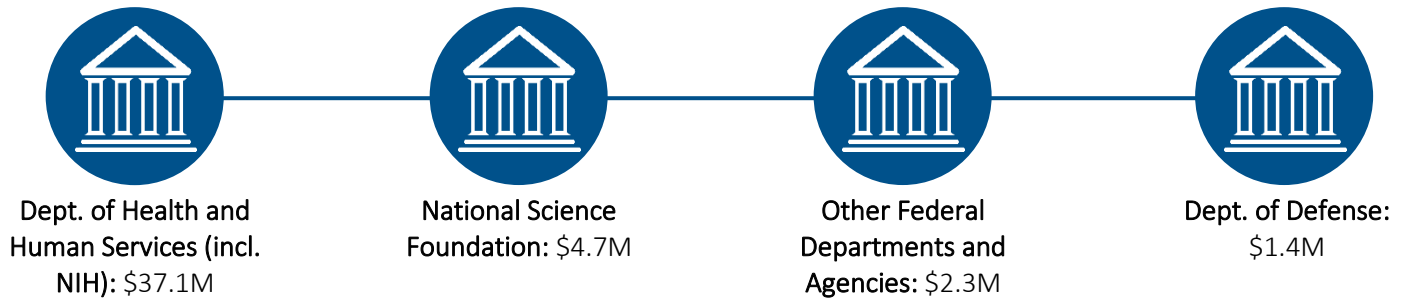 Dept. of Health and
Human Services (incl.
NIH): $37.1M
National Science
Foundation: $4.7M
Other Federal
Departments and
Agencies: $2.3M
Dept. of Defense:
$1.4M